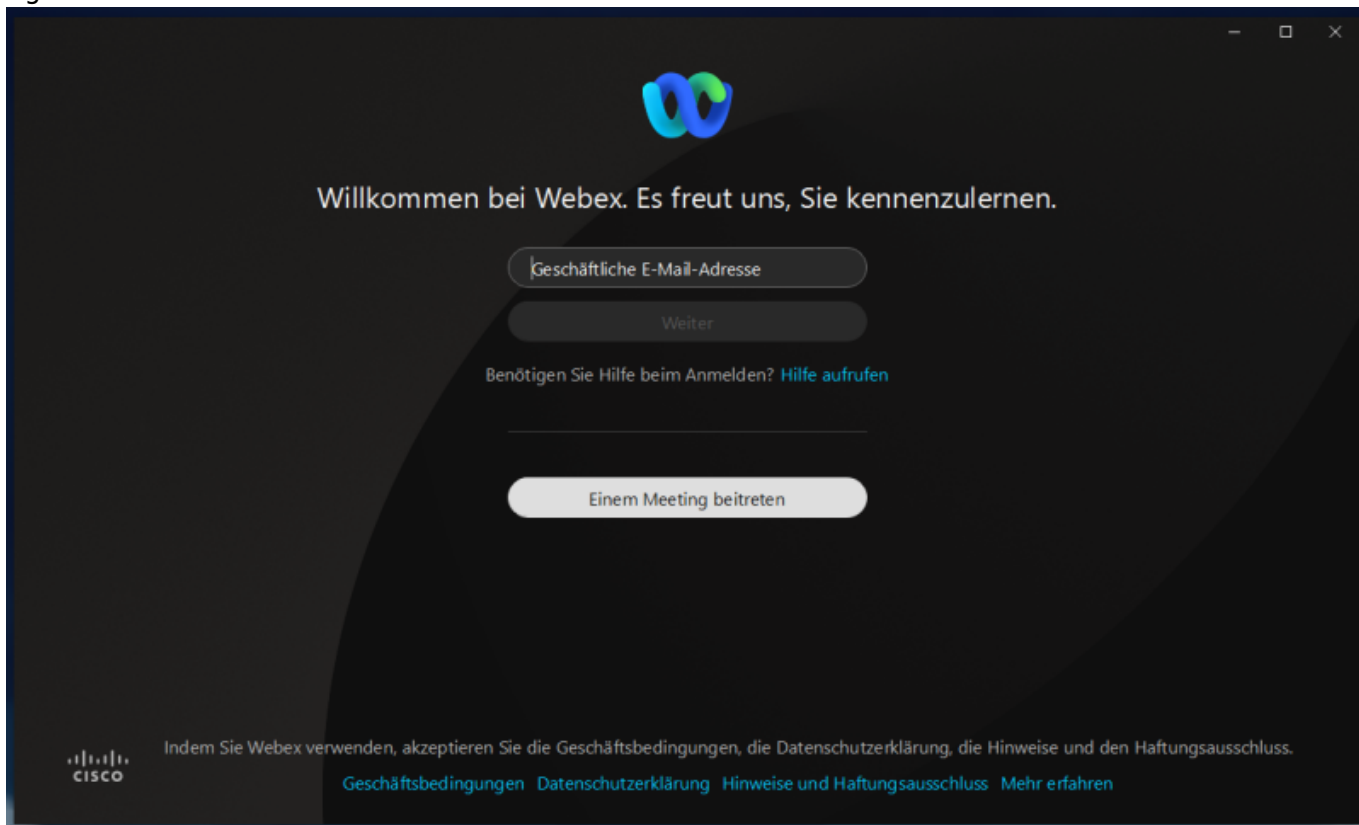 Willkommen bei Webex. Es freut uns, Sie kennenzulernen.
Geschäftliche E-Mail-Adresse
Weiter
Benötigen Sie Hilfe beim Anmelden? Hilfe aufrufen
Einem Meeting beitreten
Indem Sie Webex verwenden, akzeptieren Sie die Geschäftsbedingungen, die Datenschutzerklärung, die Hinweise und den Haftungsausschluss.
CISCO
Geschäftsbedingungen Datenschutzerklärung Hinweise und Haftungsausschluss Mehr erfahren